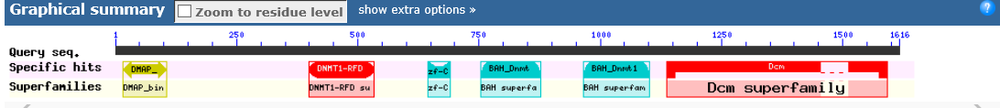 Graphical summary Zoom to residue level show extra options » ?
1 250 500 750 1000 1250 1500 1616
Query seq.
Specific hits DMAP_ DNMT1-RFD zf-C BAH_Dnmt BAH_Dnmt1 Dcm
Superfamilies DMAP_bin DNMT1-RFD su zf-C BAH superfa BAH superfam Dcm superfamily